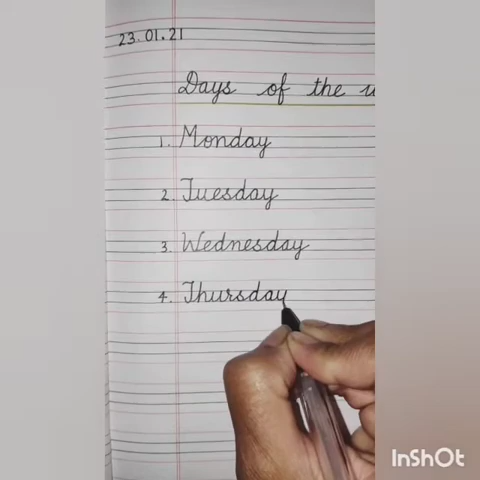 23.01.21
Days of the
1. Monday
2. Tuesday
3. Wednesday
4. Thursday
InShOt